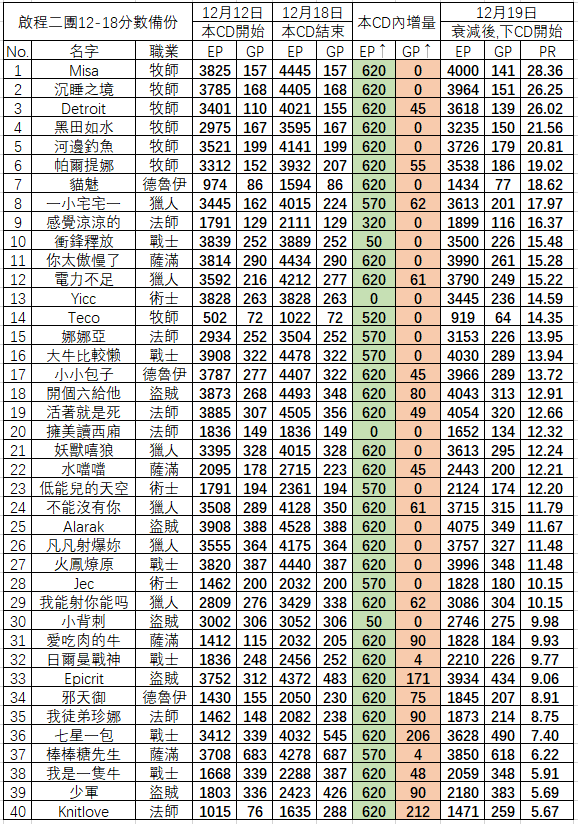 啟程二團12-18分數備份 12月12日 12月18日 本CD內增量 12月19日
本CD開始 本CD結束 衰減後,下CD開始
No. 名字 職業 EP GP EP GP EP↑ GP↑ EP GP PR
1 Misa 牧師 3825 157 4445 157 620 0 4000 141 28.36
2 沉睡之境 牧師 3785 168 4405 168 620 0 3964 151 26.25
3 Detroit 牧師 3401 110 4021 155 620 45 3618 139 26.02
4 黑田如水 牧師 2975 167 3595 167 620 0 3235 150 21.56
5 河邊釣魚 牧師 3521 199 4141 199 620 0 3726 179 20.81
6 帕爾提娜 牧師 3312 152 3932 207 620 55 3538 186 19.02
7 貓魅 德魯伊 974 86 1594 86 620 0 1434 77 18.62
8 一小宅宅一 獵人 3445 162 4015 224 570 62 3613 201 17.97
9 感覺涼涼的 法師 1791 129 2111 129 320 0 1899 116 16.37
10 衝鋒釋放 戰士 3839 252 3889 252 50 0 3500 226 15.48
11 你太傲慢了 薩滿 3814 290 4434 290 620 0 3990 261 15.28
12 電力不足 獵人 3592 216 4212 277 620 61 3790 249 15.22
13 Yicc 術士 3828 263 3828 263 0 0 3445 236 14.59
14 Teco 牧師 502 72 1022 72 520 0 919 64 14.35
15 娜娜亞 法師 2934 252 3504 252 570 0 3153 226 13.95
16 大牛比較懶 戰士 3908 322 4478 322 570 0 4030 289 13.94
17 小小包子 德魯伊 3787 277 4407 322 620 45 3966 289 13.72
18 開個六給他 盜賊 3873 268 4493 348 620 80 4043 313 12.91
19 活著就是死 法師 3885 307 4505 356 620 49 4054 320 12.66
20 擁美讀西廂 法師 1836 149 1836 149 0 0 1652 134 12.32
21 妖獸嘻狼 獵人 3395 328 4015 328 620 0 3613 295 12.24
22 水噹噹 薩滿 2095 178 2715 223 620 45 2443 200 12.21
23 低能兒的天空 術士 1791 194 2361 194 570 0 2124 174 12.20
24 不能沒有你 獵人 3508 289 4128 350 620 61 3715 315 11.79
25 Alarak 盜賊 3908 388 4528 388 620 0 4075 349 11.67
26 凡凡射爆妳 獵人 3555 364 4175 364 620 0 3757 327 11.48
27 火鳳燎原 戰士 3820 387 4440 387 620 0 3996 348 11.48
28 Jec 術士 1462 200 2032 200 570 0 1828 180 10.15
29 我能射你能吗 獵人 2809 276 3429 338 620 62 3086 304 10.15
30 小背刺 盜賊 3002 306 3052 306 50 0 2746 275 9.98
31 愛吃肉的牛 薩滿 1412 115 2032 205 620 90 1828 184 9.93
32 日爾曼戰神 戰士 1836 248 2456 252 620 4 2210 226 9.77
33 Epicrit 盜賊 3752 312 4372 483 620 171 3934 434 9.06
34 邪天御 德魯伊 1430 155 2050 230 620 75 1845 207 8.91
35 我徒弟珍娜 法師 1462 148 2082 238 620 90 1873 214 8.75
36 七星一包 戰士 3412 339 4032 545 620 206 3628 490 7.40
37 棒棒糖先生 薩滿 3708 683 4278 687 570 4 3850 618 6.22
38 我是一隻牛 戰士 1668 339 2288 387 620 48 2059 348 5.91
39 少軍 盜賊 1803 336 2423 426 620 90 2180 383 5.69
40 Knitlove 法師 1015 76 1635 288 620 212 1471 259 5.67